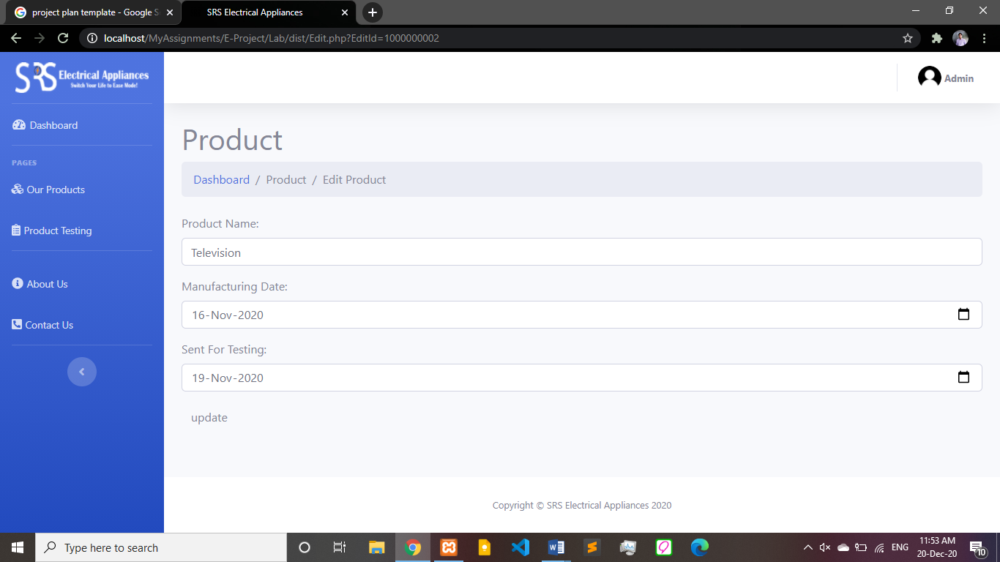 project plan template - Google S
SRS Electrical Appliances
localhost/MyAssignments/E-Project/Lab/dist/Edit.php?EditId=1000000002
SRS Electrical Appliances
Switch Your Life to Ease Mode!
Admin
Dashboard
PAGES
Our Products
Product Testing
About Us
Contact Us
Product
Dashboard / Product / Edit Product
Product Name:
Television
Manufacturing Date:
16-Nov-2020
Sent For Testing:
19-Nov-2020
update
Copyright © SRS Electrical Appliances 2020
Type here to search
ENG
11:53 AM
20-Dec-20
10